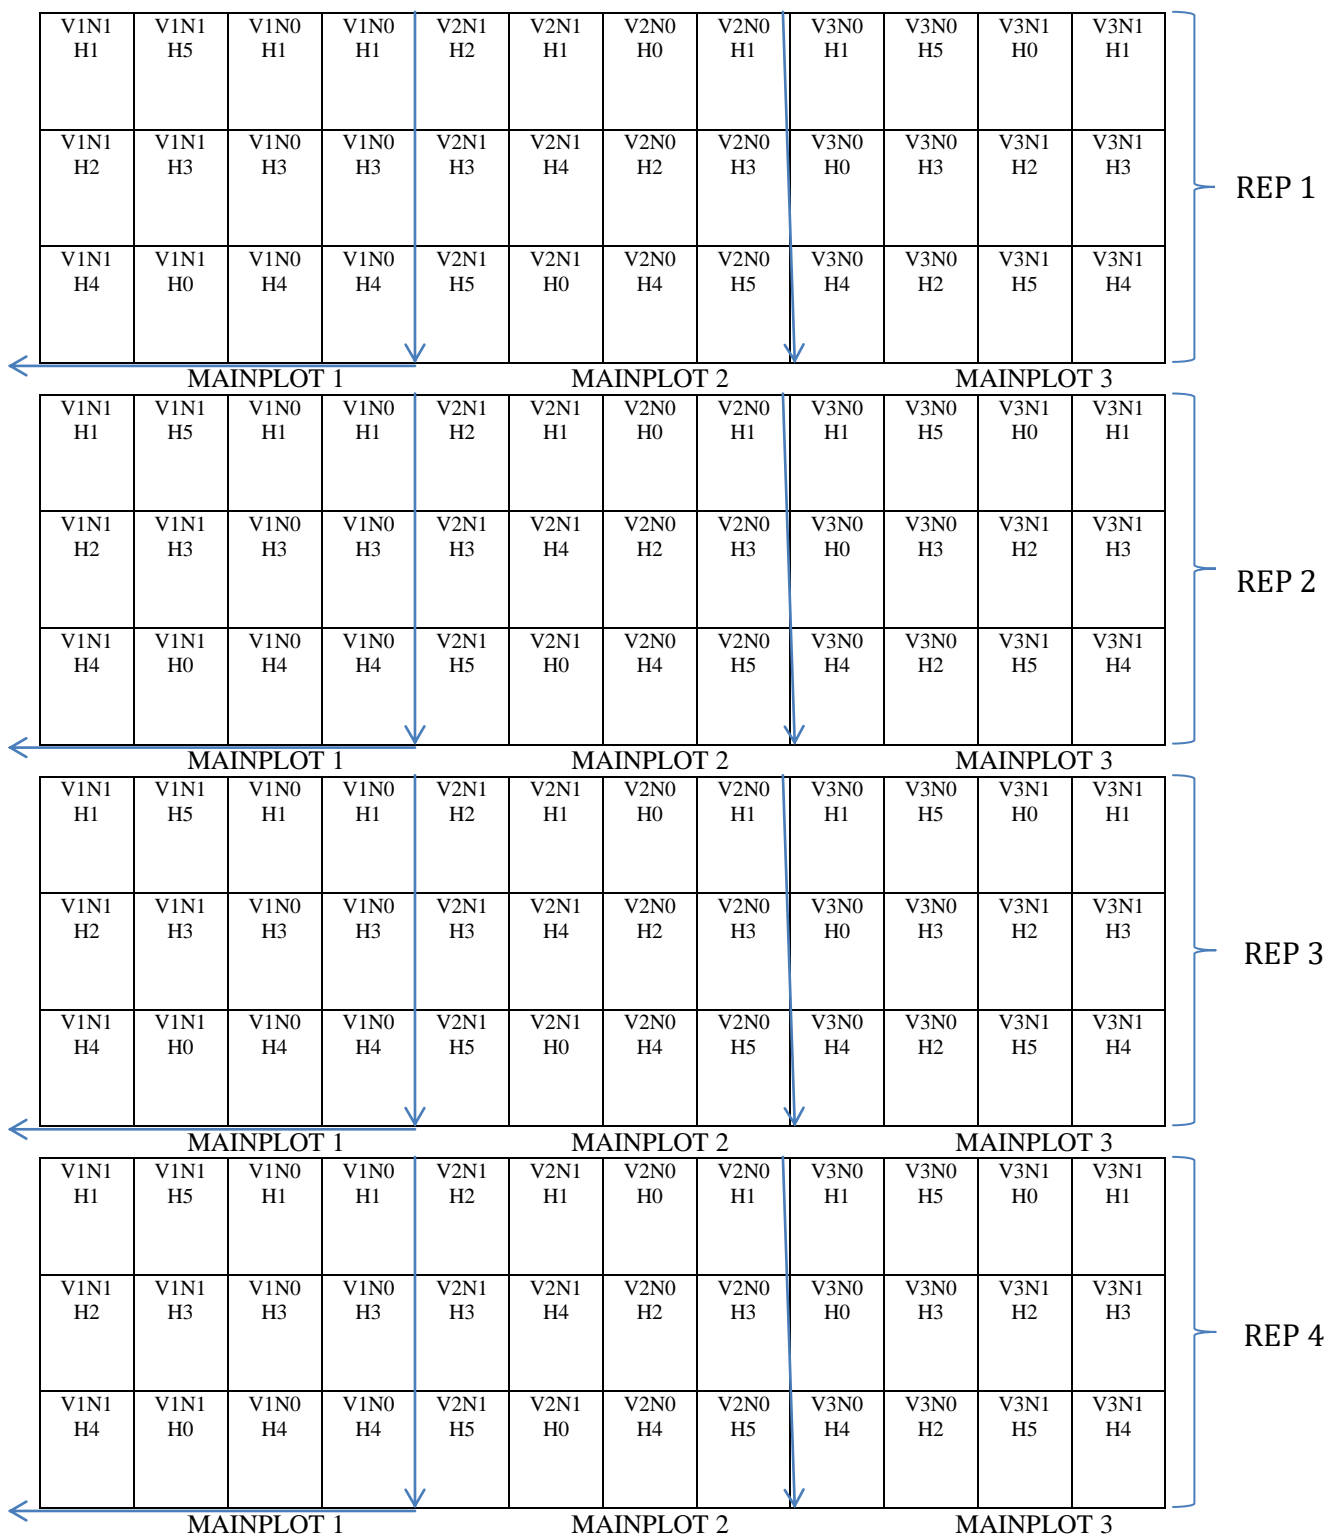 V1N1 V1N1 V1N0 V1N0 V2N1 V2N1 V2N0 V2N0 V3N0 V3N0 V3N1 V3N1
H1 H5 H1 H1 H2 H1 H0 H1 H1 H5 H0 H1
V1N1 V1N1 V1N0 V1N0 V2N1 V2N1 V2N0 V2N0 V3N0 V3N0 V3N1 V3N1
H2 H3 H3 H3 H3 H4 H2 H3 H0 H3 H2 H3
REP 1
V1N1 V1N1 V1N0 V1N0 V2N1 V2N1 V2N0 V2N0 V3N0 V3N0 V3N1 V3N1
H4 H0 H4 H4 H5 H0 H4 H5 H4 H2 H5 H4
MAINPLOT 1 MAINPLOT 2 MAINPLOT 3
V1N1 V1N1 V1N0 V1N0 V2N1 V2N1 V2N0 V2N0 V3N0 V3N0 V3N1 V3N1
H1 H5 H1 H1 H2 H1 H0 H1 H1 H5 H0 H1
V1N1 V1N1 V1N0 V1N0 V2N1 V2N1 V2N0 V2N0 V3N0 V3N0 V3N1 V3N1
H2 H3 H3 H3 H3 H4 H2 H3 H0 H3 H2 H3
REP 2
V1N1 V1N1 V1N0 V1N0 V2N1 V2N1 V2N0 V2N0 V3N0 V3N0 V3N1 V3N1
H4 H0 H4 H4 H5 H0 H4 H5 H4 H2 H5 H4
MAINPLOT 1 MAINPLOT 2 MAINPLOT 3
V1N1 V1N1 V1N0 V1N0 V2N1 V2N1 V2N0 V2N0 V3N0 V3N0 V3N1 V3N1
H1 H5 H1 H1 H2 H1 H0 H1 H1 H5 H0 H1
V1N1 V1N1 V1N0 V1N0 V2N1 V2N1 V2N0 V2N0 V3N0 V3N0 V3N1 V3N1
H2 H3 H3 H3 H3 H4 H2 H3 H0 H3 H2 H3
REP 3
V1N1 V1N1 V1N0 V1N0 V2N1 V2N1 V2N0 V2N0 V3N0 V3N0 V3N1 V3N1
H4 H0 H4 H4 H5 H0 H4 H5 H4 H2 H5 H4
MAINPLOT 1 MAINPLOT 2 MAINPLOT 3
V1N1 V1N1 V1N0 V1N0 V2N1 V2N1 V2N0 V2N0 V3N0 V3N0 V3N1 V3N1
H1 H5 H1 H1 H2 H1 H0 H1 H1 H5 H0 H1
V1N1 V1N1 V1N0 V1N0 V2N1 V2N1 V2N0 V2N0 V3N0 V3N0 V3N1 V3N1
H2 H3 H3 H3 H3 H4 H2 H3 H0 H3 H2 H3
REP 4
V1N1 V1N1 V1N0 V1N0 V2N1 V2N1 V2N0 V2N0 V3N0 V3N0 V3N1 V3N1
H4 H0 H4 H4 H5 H0 H4 H5 H4 H2 H5 H4
MAINPLOT 1 MAINPLOT 2 MAINPLOT 3